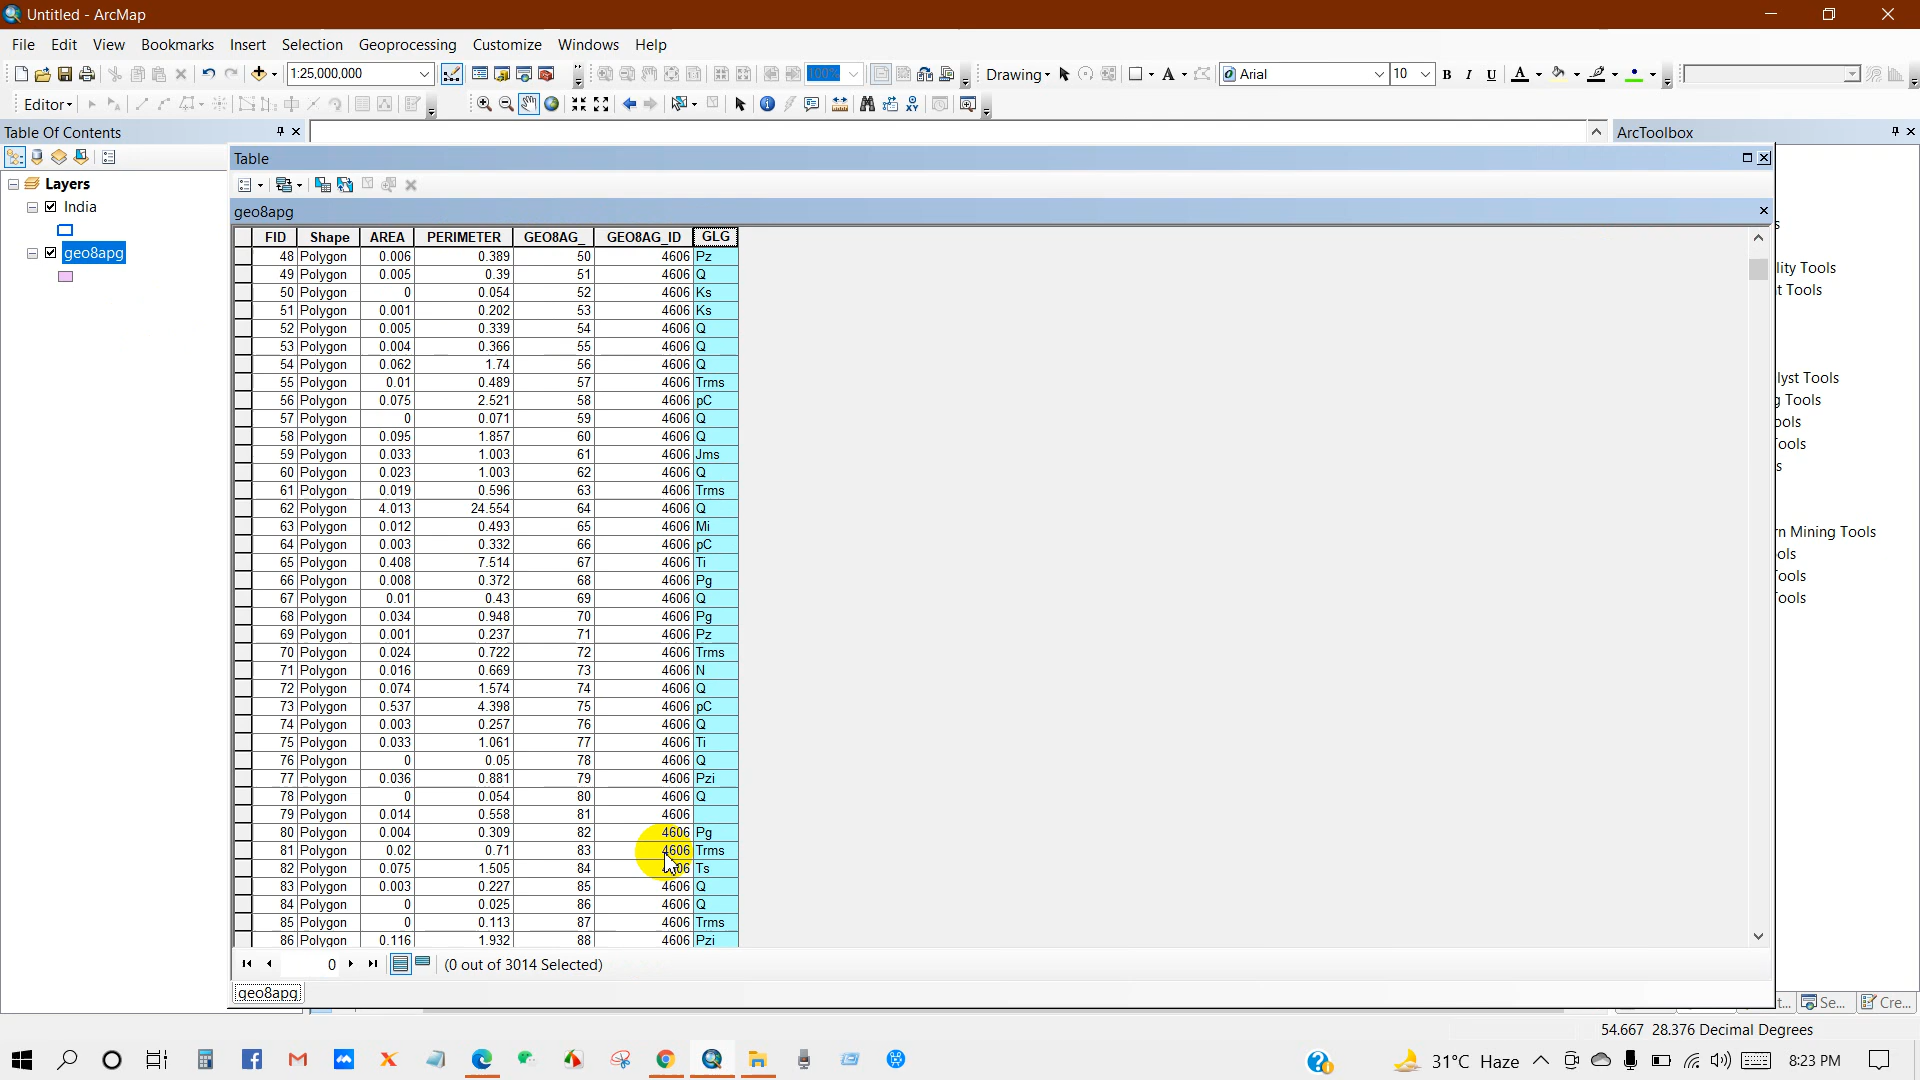 Untitled - ArcMap
File Edit View Bookmarks Insert Selection Geoprocessing Customize Windows Help
1:25,000,000 100% Drawing Arial 10 B I U A
Editor
Table Of Contents
ArcToolbox
Layers
India
geo8apg
Table
geo8apg
FID Shape AREA PERIMETER GEO8AG_ GEO8AG_ID GLG
48 Polygon 0.006 0.389 50 4606 Pz
49 Polygon 0.005 0.39 51 4606 Q
50 Polygon 0 0.054 52 4606 Ks
51 Polygon 0.001 0.202 53 4606 Ks
52 Polygon 0.005 0.339 54 4606 Q
53 Polygon 0.004 0.366 55 4606 Q
54 Polygon 0.062 1.74 56 4606 Q
55 Polygon 0.01 0.489 57 4606 Trms
56 Polygon 0.075 2.521 58 4606 pC
57 Polygon 0 0.071 59 4606 Q
58 Polygon 0.095 1.857 60 4606 Q
59 Polygon 0.033 1.003 61 4606 Jms
60 Polygon 0.023 1.003 62 4606 Q
61 Polygon 0.019 0.596 63 4606 Trms
62 Polygon 4.013 24.554 64 4606 Q
63 Polygon 0.012 0.493 65 4606 Mi
64 Polygon 0.003 0.332 66 4606 pC
65 Polygon 0.408 7.514 67 4606 Ti
66 Polygon 0.008 0.372 68 4606 Pg
67 Polygon 0.01 0.43 69 4606 Q
68 Polygon 0.034 0.948 70 4606 Pg
69 Polygon 0.001 0.237 71 4606 Pz
70 Polygon 0.024 0.722 72 4606 Trms
71 Polygon 0.016 0.669 73 4606 N
72 Polygon 0.074 1.574 74 4606 Q
73 Polygon 0.537 4.398 75 4606 pC
74 Polygon 0.003 0.257 76 4606 Q
75 Polygon 0.033 1.061 77 4606 Ti
76 Polygon 0 0.05 78 4606 Q
77 Polygon 0.036 0.881 79 4606 Pzi
78 Polygon 0 0.054 80 4606 Q
79 Polygon 0.014 0.558 81 4606
80 Polygon 0.004 0.309 82 4606 Pg
81 Polygon 0.02 0.71 83 4606 Trms
82 Polygon 0.075 1.505 84 Ts
83 Polygon 0.003 0.227 85 4606 Q
84 Polygon 0 0.025 86 4606 Q
85 Polygon 0 0.113 87 4606 Trms
86 Polygon 0.116 1.932 88 4606 Pzi
0 (0 out of 3014 Selected)
geo8apg
s
lity Tools
t Tools
lyst Tools
g Tools
ools
ools
s
n Mining Tools
ols
ools
ools
t... Se... Cre...
54.667 28.376 Decimal Degrees
31°C Haze 8:23 PM